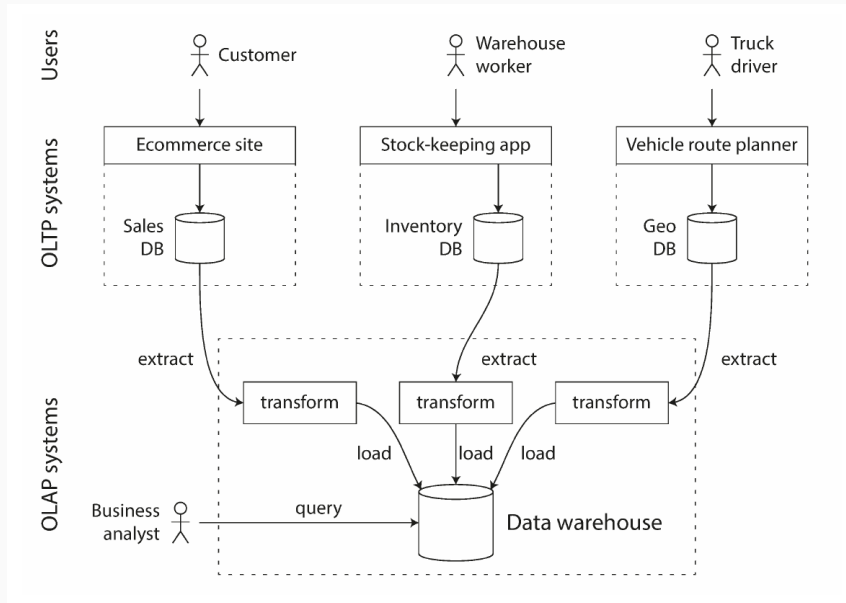 Users
Customer
Warehouse
worker
Truck
driver
OLTP systems
Ecommerce site
Stock-keeping app
Vehicle route planner
Sales
DB
Inventory
DB
Geo
DB
extract
extract
extract
OLAP systems
transform
transform
transform
load
load
load
Business
analyst
query
Data warehouse